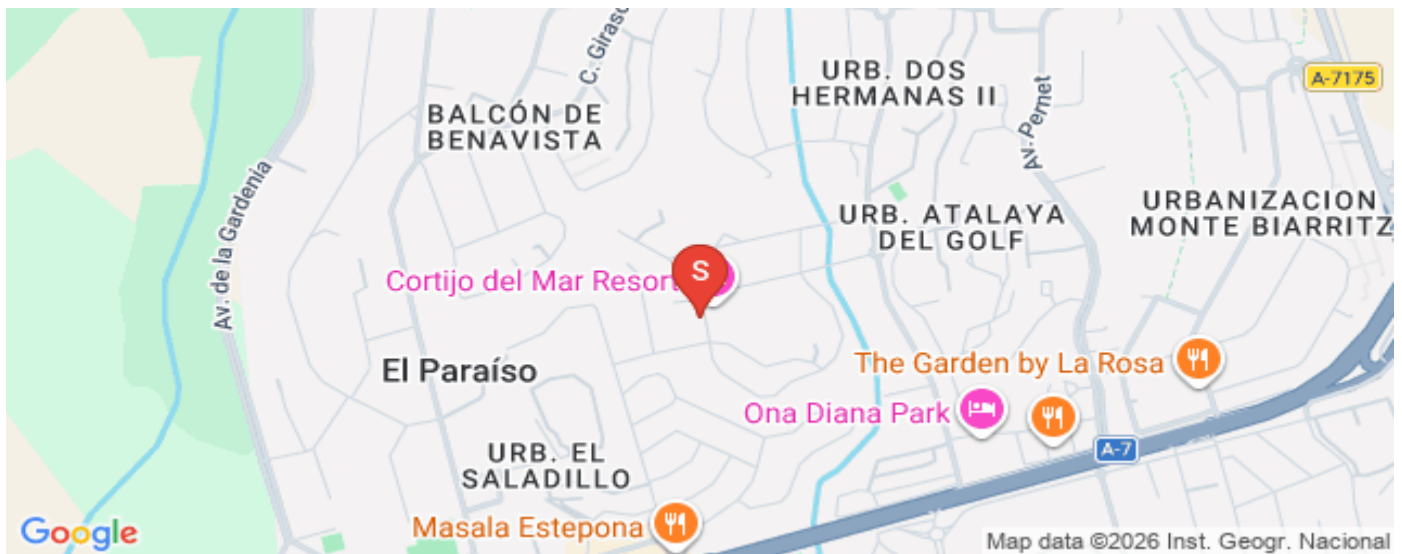 C. Giraso
URB. DOS
HERMANAS II
A-7175
BALCÓN DE
BENAVISTA
Av. Pernet
Av. de la Gardenia
URBANIZACION
MONTE BIARRITZ
URB. ATALAYA
DEL GOLF
S
Cortijo del Mar Resort
El Paraíso
The Garden by La Rosa
Ona Diana Park
A-7
URB. EL
SALADILLO
Masala Estepona
Google
Map data ©2026 Inst. Geogr. Nacional